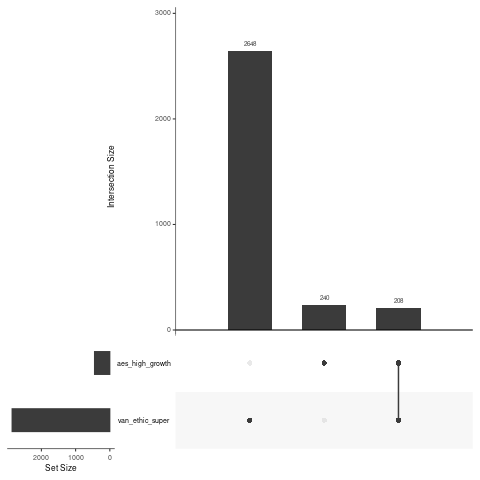 3000
2648
2000
Intersection Size
1000
240
208
0
aes_high_growth
van_ethic_super
2000 1000 0
Set Size